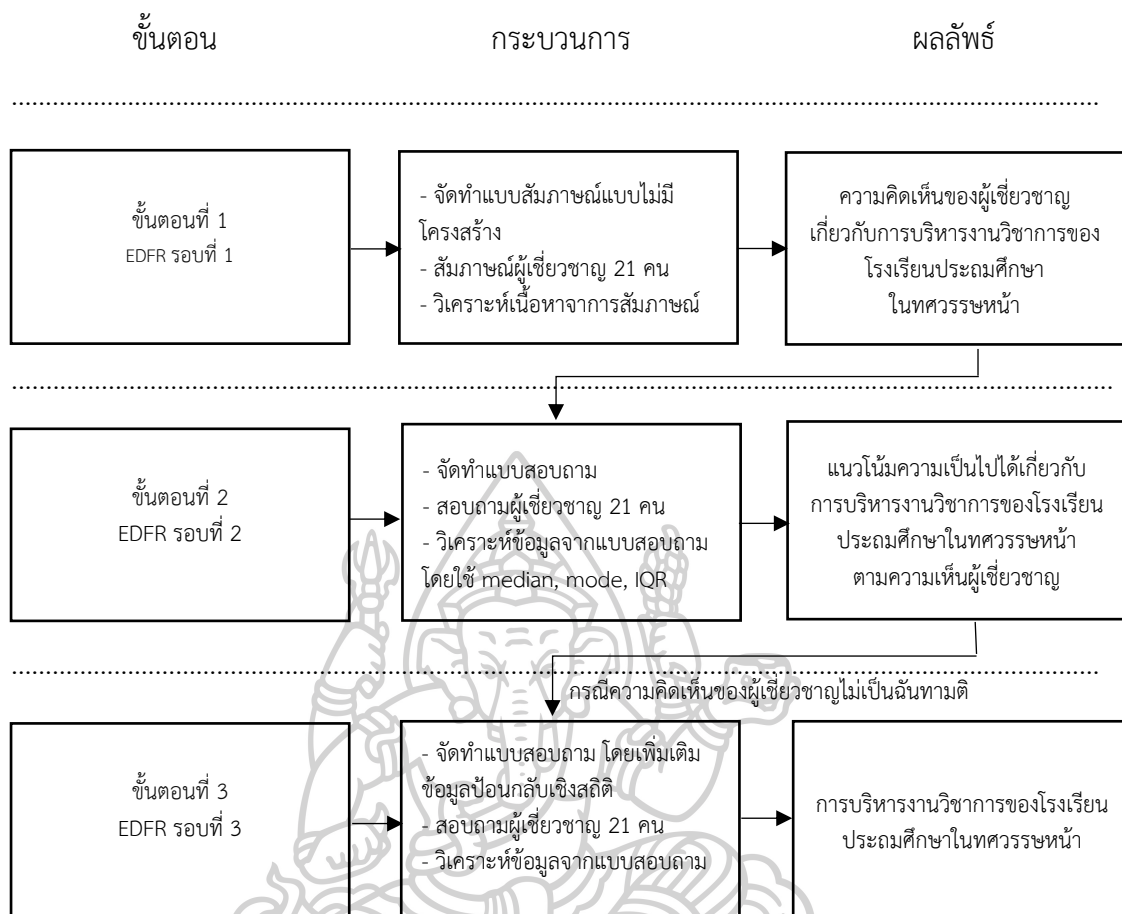 ขั้นตอน
กระบวนการ
ผลลัพธ์
ขั้นตอนที่ 1
EDFR รอบที่ 1
- จัดทำแบบสัมภาษณ์แบบไม่มี
โครงสร้าง
- สัมภาษณ์ผู้เชี่ยวชาญ 21 คน
- วิเคราะห์เนื้อหาจากการสัมภาษณ์
ความคิดเห็นของผู้เชี่ยวชาญ
เกี่ยวกับการบริหารงานวิชาการของ
โรงเรียนประถมศึกษา
ในทศวรรษหน้า
ขั้นตอนที่ 2
EDFR รอบที่ 2
- จัดทำแบบสอบถาม
- สอบถามผู้เชี่ยวชาญ 21 คน
- วิเคราะห์ข้อมูลจากแบบสอบถาม
โดยใช้ median, mode, IQR
แนวโน้มความเป็นไปได้เกี่ยวกับ
การบริหารงานวิชาการของโรงเรียน
ประถมศึกษาในทศวรรษหน้า
ตามความเห็นผู้เชี่ยวชาญ
กรณีความคิดเห็นของผู้เชี่ยวชาญไม่เป็นฉันทามติ
ขั้นตอนที่ 3
EDFR รอบที่ 3
- จัดทำแบบสอบถาม โดยเพิ่มเติม
ข้อมูลป้อนกลับเชิงสถิติ
- สอบถามผู้เชี่ยวชาญ 21 คน
- วิเคราะห์ข้อมูลจากแบบสอบถาม
การบริหารงานวิชาการของโรงเรียน
ประถมศึกษาในทศวรรษหน้า